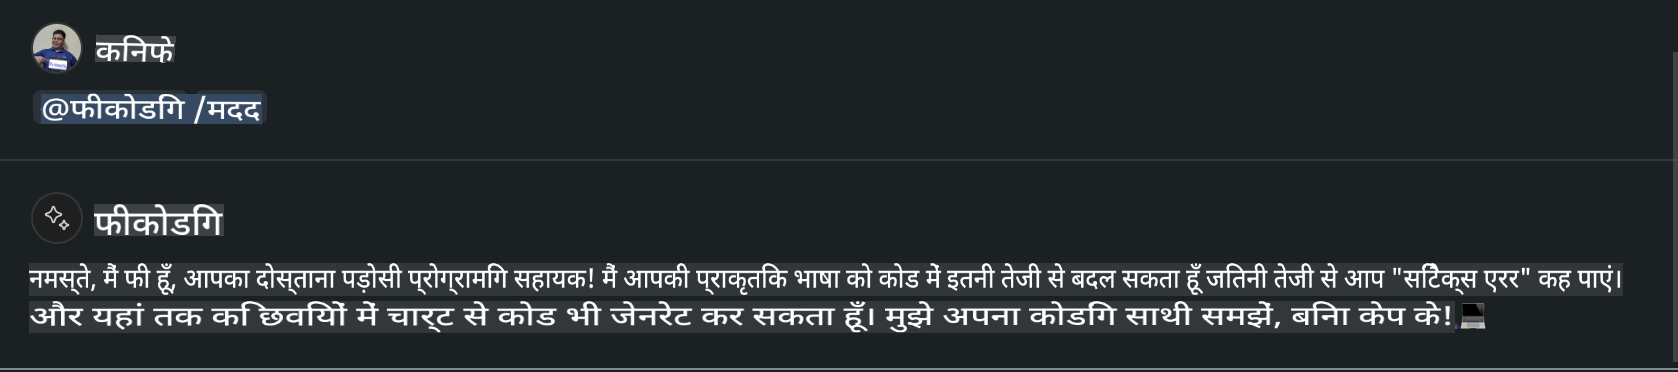 कनिफे
@फीकोडगि /मदद
फीकोडगि
नमस्ते, मैं फी हूँ, आपका दोस्ताना पड़ोसी प्रोग्रामगि सहायक! मैं आपकी प्राकृतकि भाषा को कोड में इतनी तेजी से बदल सकता हूँ जतिनी तेजी से आप "सटिैक्स एरर" कह पाएं।
और यहां तक कि छवयिों में चार्ट से कोड भी जेनरेट कर सकता हूँ। मुझे अपना कोडगि साथी समझें, बनिा केप के!